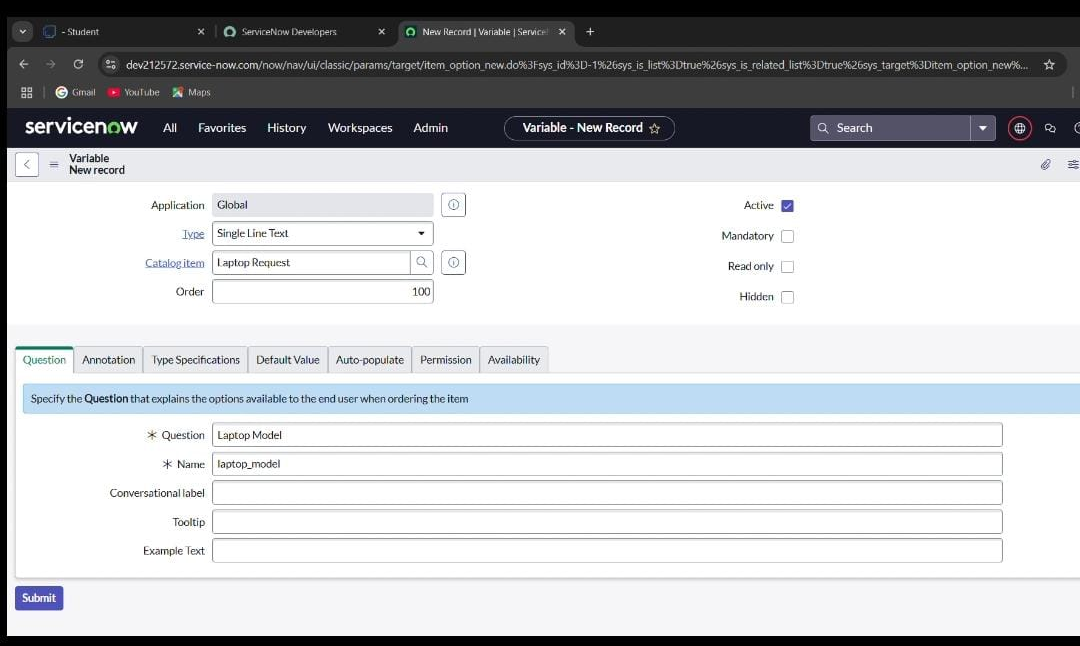 - Student
ServiceNow Developers
New Record | Variable | Service
dev212572.service-now.com/now/nav/ui/classic/params/target/item_option_new.do%3Fsys_id%3D-1%26sys_is_list%3Dtrue%26sys_is_related_list%3Dtrue%26sys_target%3Ditem_option_new%...
Gmail YouTube Maps
servicenow All Favorites History Workspaces Admin Variable - New Record Search
Variable
New record
Application Global Active
Type Single Line Text Mandatory
Catalog item Laptop Request Read only
Order 100 Hidden
Question Annotation Type Specifications Default Value Auto-populate Permission Availability
Specify the Question that explains the options available to the end user when ordering the item
* Question Laptop Model
* Name laptop_model
Conversational label
Tooltip
Example Text
Submit